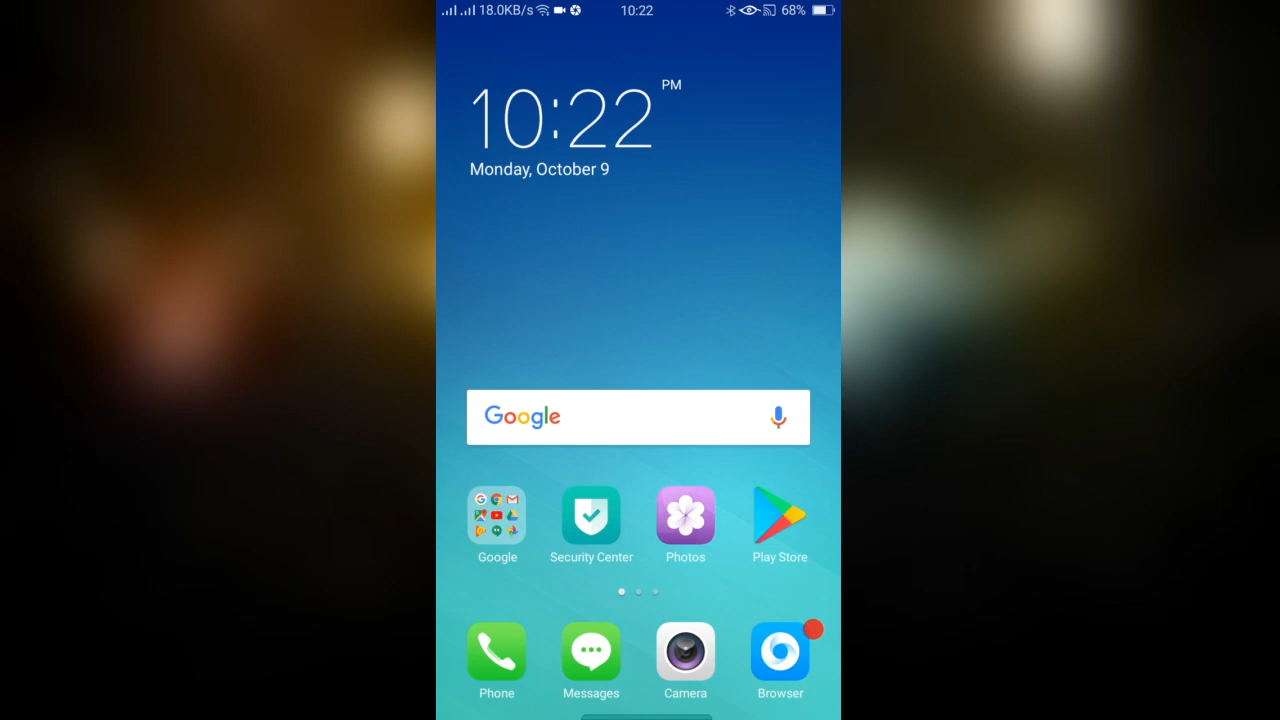 18.0KB/s 10:22 68%
10:22 PM
Monday, October 9
Google
Google Security Center Photos Play Store
Phone Messages Camera Browser